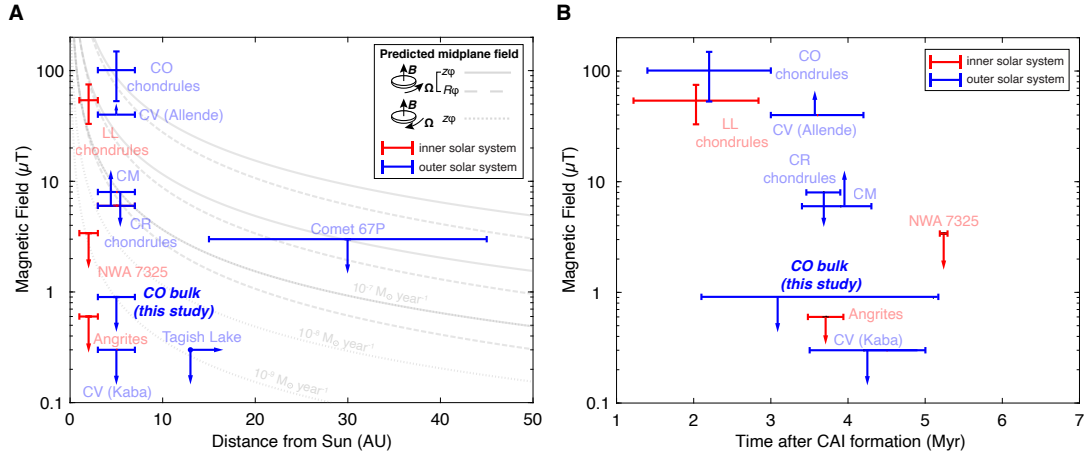 A
Magnetic Field (μT)
100
10
1
0.1
0
10
20
30
40
50
Distance from Sun (AU)
CO
chondrules
CV (Allende)
LL
chondrules
CM
CR
chondrules
NWA 7325
CO bulk
(this study)
Angrites
Tagish Lake
CV (Kaba)
Comet 67P
10⁻⁷ M⊙ year⁻¹
10⁻⁸ M⊙ year⁻¹
Predicted midplane field
B
Ω
zφ
Rφ
B
Ω
zφ
inner solar system
outer solar system
B
Magnetic Field (μT)
100
10
1
0.1
1
2
3
4
5
6
7
Time after CAI formation (Myr)
CO
chondrules
LL
chondrules
CV (Allende)
CR
chondrules
CM
NWA 7325
CO bulk
(this study)
Angrites
CV (Kaba)
inner solar system
outer solar system